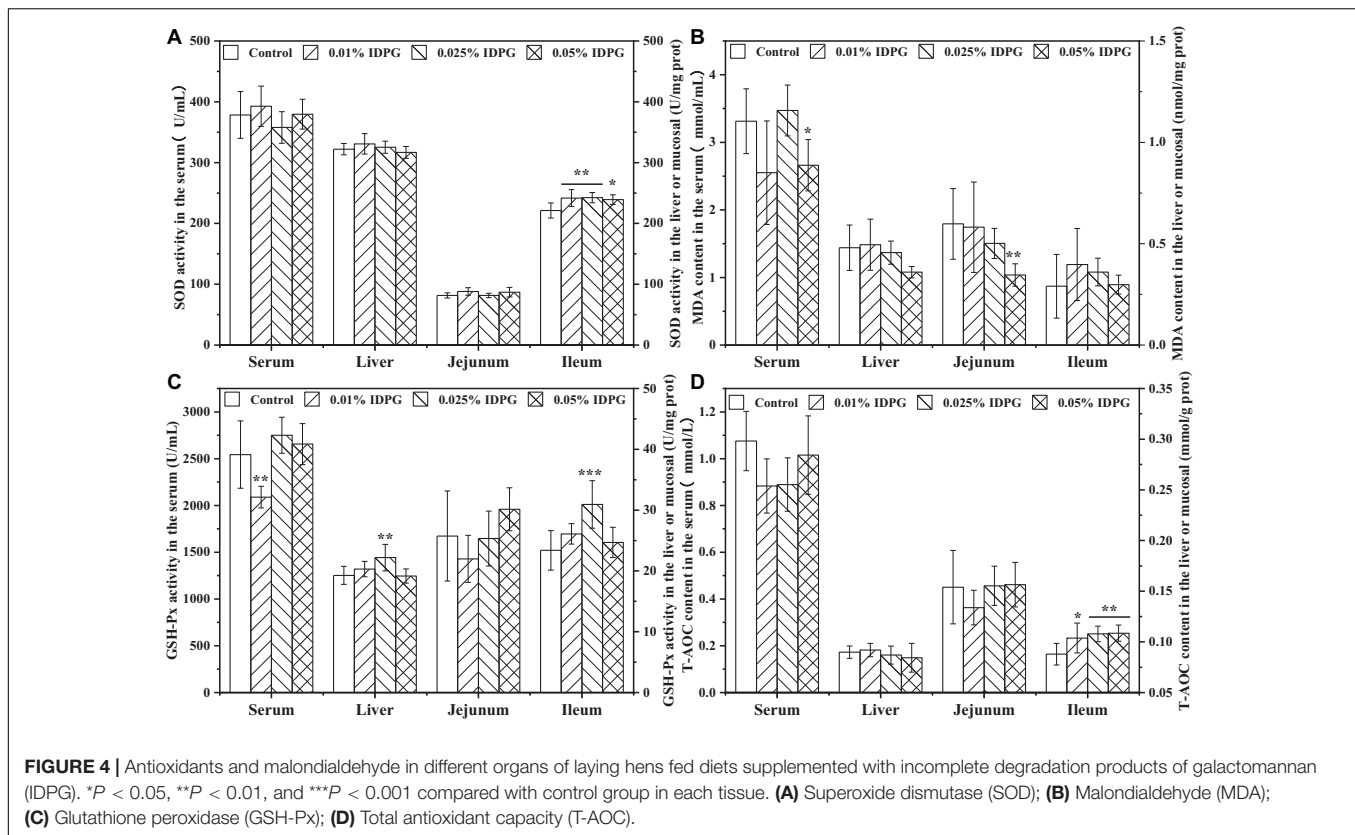 A
B
500
400
300
200
100
0
SOD activity in the serum( U/mL)
Control 0.01% IDPG 0.025% IDPG 0.05% IDPG
** *
500
400
300
200
100
0
SOD activity in the liver or mucosal (U/mg prot)
Serum Liver Jejunum Ileum
4
3
2
1
0
MDA content in the serum( mmol/mL)
Control 0.01% IDPG 0.025% IDPG 0.05% IDPG
*
**
1.5
1.0
0.5
0.0
MDA content in the liver or mucosal (nmol/mg prot)
Serum Liver Jejunum Ileum
C
D
3000
2500
2000
1500
1000
500
0
GSH-Px activity in the serum (U/mL)
Control 0.01% IDPG 0.025% IDPG 0.05% IDPG
**
**
***
50
40
30
20
10
0
GSH-Px activity in the liver or mucosal (U/mg prot)
Serum Liver Jejunum Ileum
1.2
1.0
0.8
0.6
0.4
0.2
0.0
T-AOC content in the serum( mmol/L)
Control 0.01% IDPG 0.025% IDPG 0.05% IDPG
* **
0.35
0.30
0.25
0.20
0.15
0.10
0.05
T-AOC content in the liver or mucosal (mmol/g prot)
Serum Liver Jejunum Ileum
FIGURE 4 | Antioxidants and malondialdehyde in different organs of laying hens fed diets supplemented with incomplete degradation products of galactomannan
(IDPG). *P < 0.05, **P < 0.01, and ***P < 0.001 compared with control group in each tissue. (A) Superoxide dismutase (SOD); (B) Malondialdehyde (MDA);
(C) Glutathione peroxidase (GSH-Px); (D) Total antioxidant capacity (T-AOC).